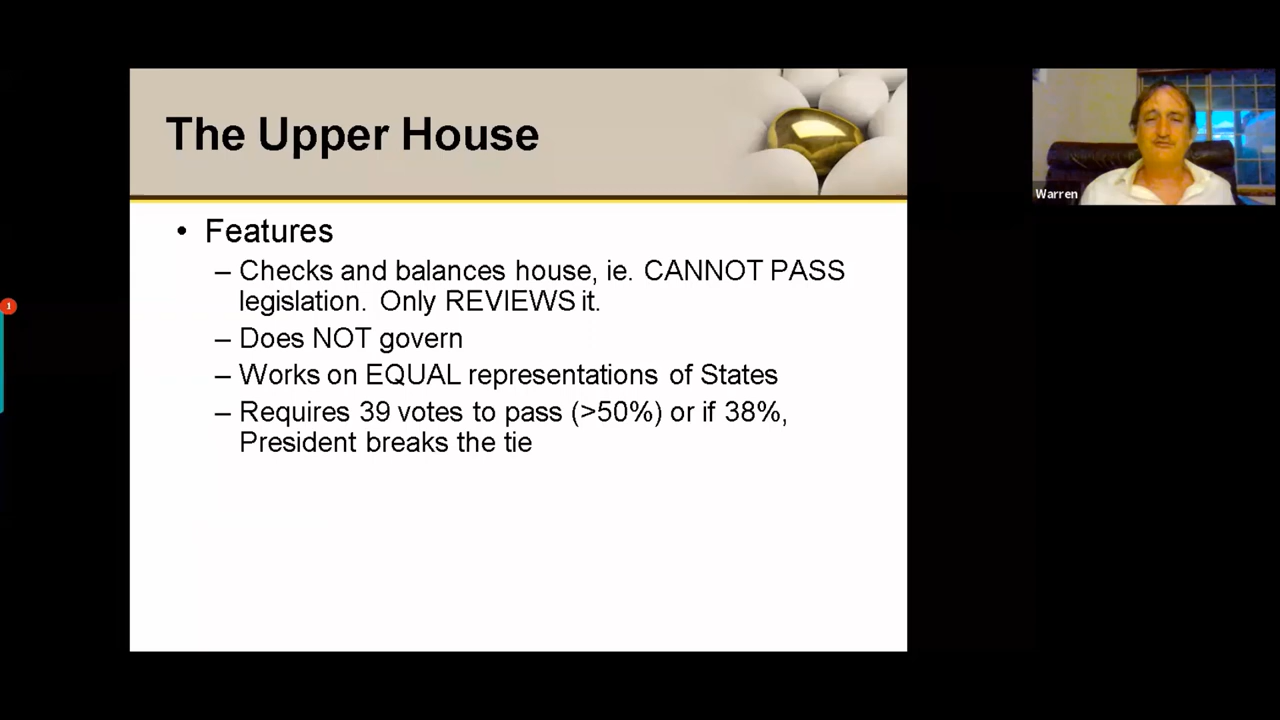 The Upper House
• Features
– Checks and balances house, ie. CANNOT PASS
legislation. Only REVIEWS it.
– Does NOT govern
– Works on EQUAL representations of States
– Requires 39 votes to pass (>50%) or if 38%,
President breaks the tie
Warren
1